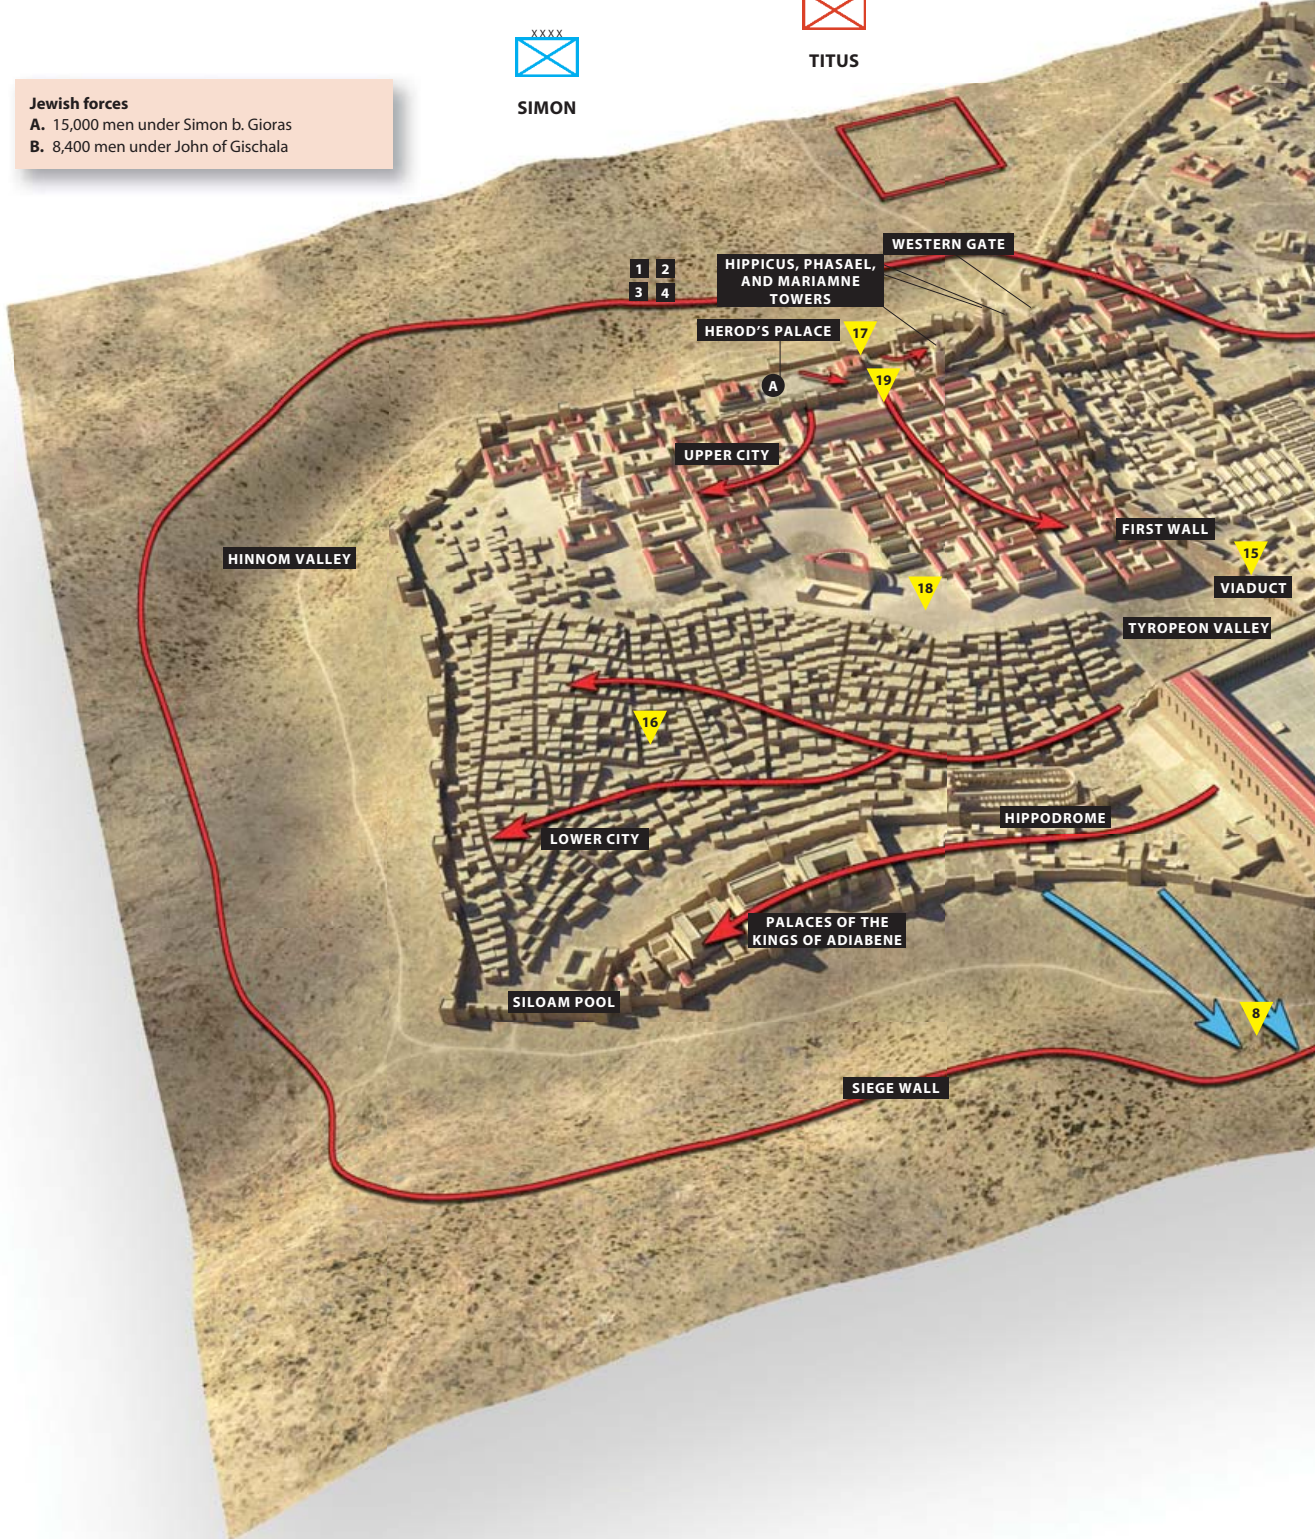 XXXX
SIMON
TITUS
Jewish forces
A. 15,000 men under Simon b. Gioras
B. 8,400 men under John of Gischala
WESTERN GATE
1 2
3 4
HIPPICUS, PHASAEL,
AND MARIAMNE
TOWERS
HEROD'S PALACE
17
A
19
UPPER CITY
FIRST WALL
HINNOM VALLEY
15
VIADUCT
18
TYROPEON VALLEY
16
HIPPODROME
LOWER CITY
PALACES OF THE
KINGS OF ADIABENE
SILOAM POOL
8
SIEGE WALL